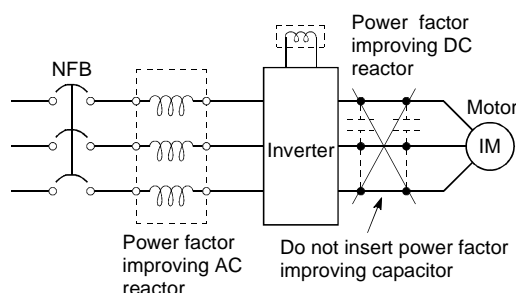 NFB
Power factor
improving DC
reactor
Motor
Inverter
IM
Power factor
improving AC
reactor
Do not insert power factor
improving capacitor